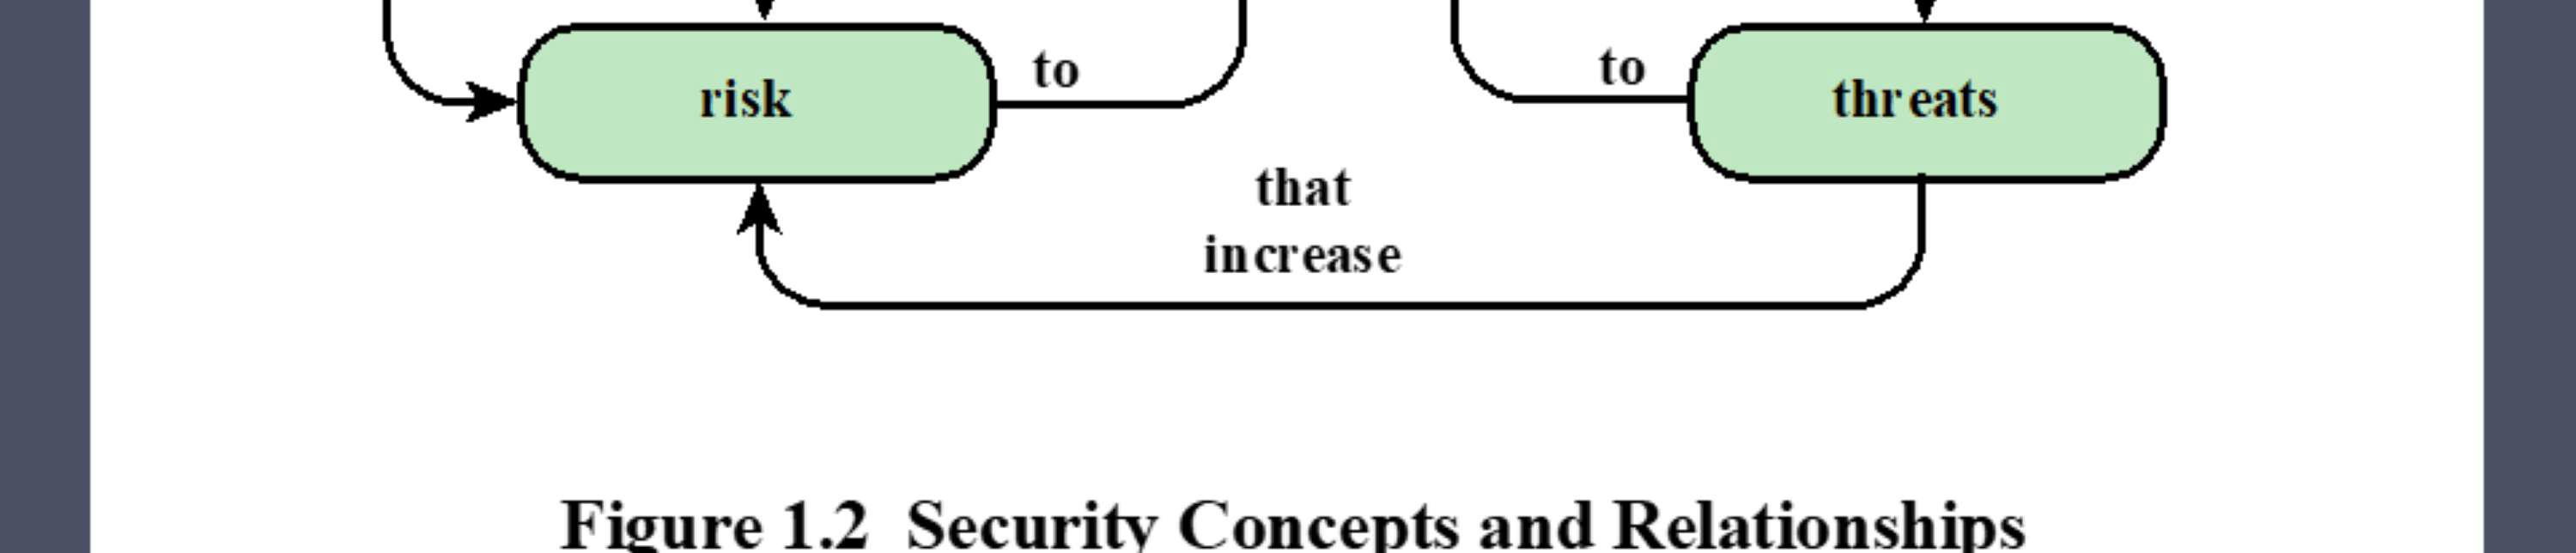 risk
to
to
threats
that
increase
Figure 1.2 Security Concepts and Relationships